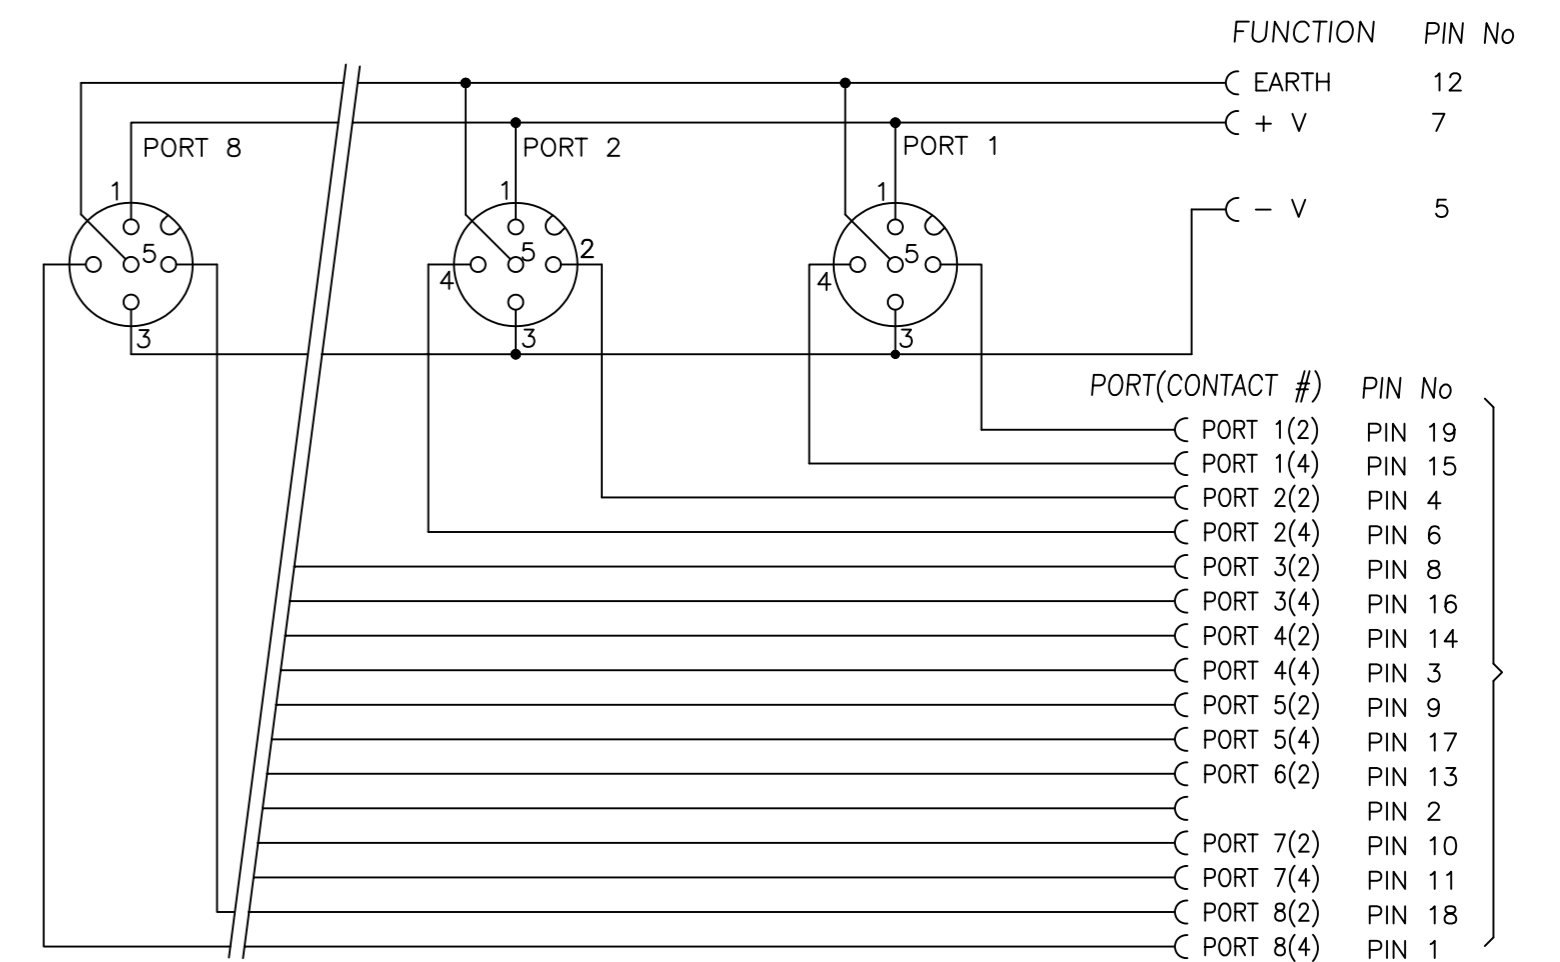 FUNCTION PIN No
EARTH 12
+ V 7
PORT 8 PORT 2 PORT 1
1 1 1
- V 5
5 5 2 5
4 4
3 3 3
PORT(CONTACT #) PIN No
PORT 1(2) PIN 19
PORT 1(4) PIN 15
PORT 2(2) PIN 4
PORT 2(4) PIN 6
PORT 3(2) PIN 8
PORT 3(4) PIN 16
PORT 4(2) PIN 14
PORT 4(4) PIN 3
PORT 5(2) PIN 9
PORT 5(4) PIN 17
PORT 6(2) PIN 13
PIN 2
PORT 7(2) PIN 10
PORT 7(4) PIN 11
PORT 8(2) PIN 18
PORT 8(4) PIN 1